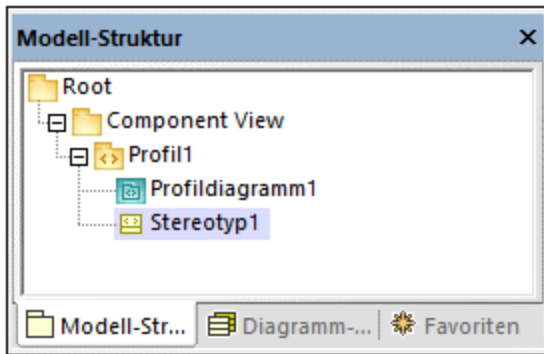 Modell-Struktur
Root
Component View
Profil1
Profildiagramm1
Stereotyp1
Modell-Str... Diagramm-... Favoriten